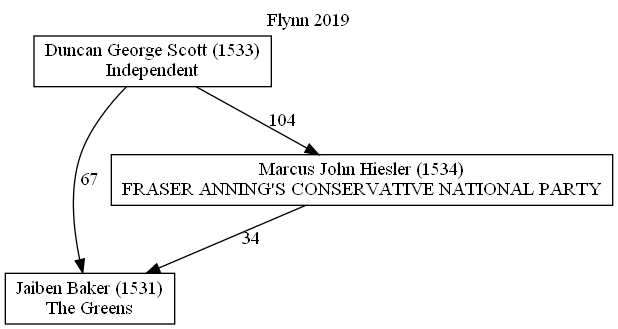 Flynn 2019
Duncan George Scott (1533)
Independent
104
67
Marcus John Hiesler (1534)
FRASER ANNING'S CONSERVATIVE NATIONAL PARTY
34
Jaiben Baker (1531)
The Greens